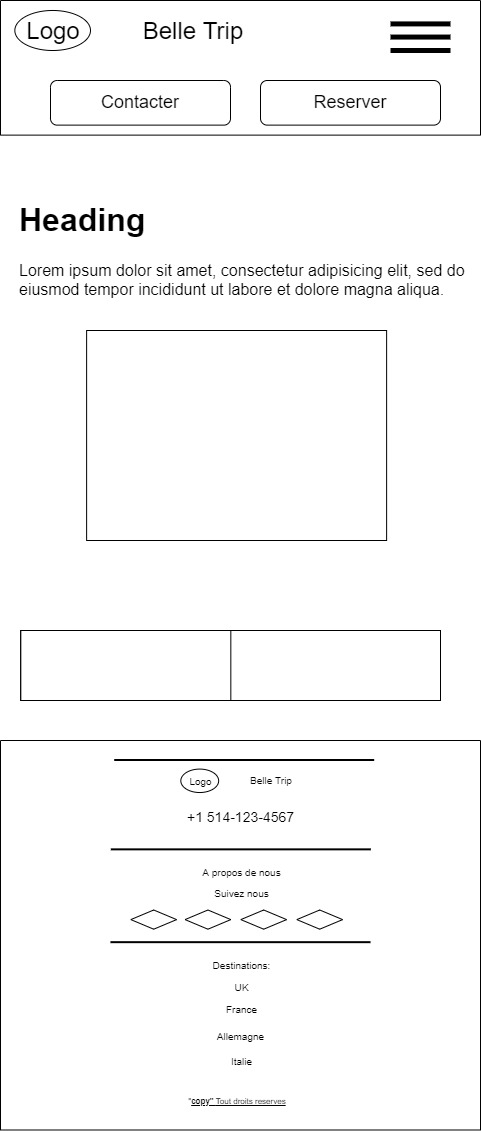 Logo
Belle Trip
Contacter
Reserver
Heading
Lorem ipsum dolor sit amet, consectetur adipisicing elit, sed do
eiusmod tempor incididunt ut labore et dolore magna aliqua.
Logo
Belle Trip
+1 514-123-4567
A propos de nous
Suivez nous
Destinations:
UK
France
Allemagne
Italie
"copy" Tout droits reserves